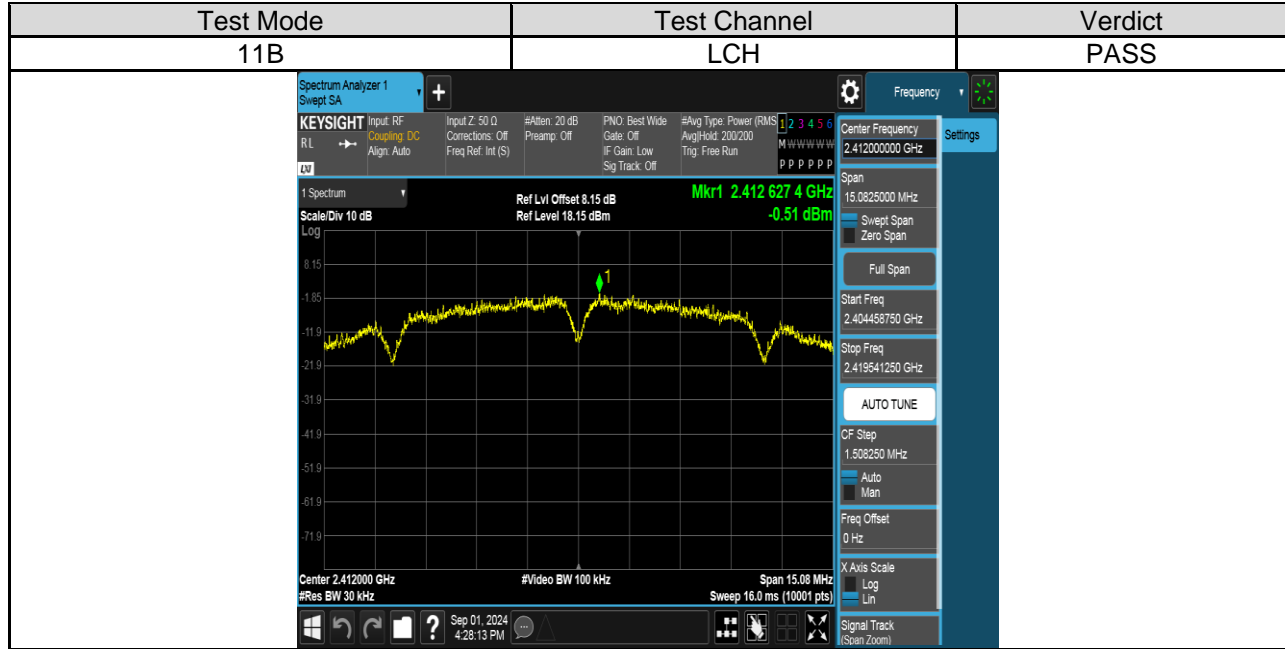 Test Mode Test Channel Verdict
11B LCH PASS
Spectrum Analyzer 1
Swept SA
+
Frequency
KEYSIGHT
RL
LXI
Input: RF
Coupling: DC
Align: Auto
Input Z: 50 Ω
Corrections: Off
Freq Ref: Int (S)
#Atten: 20 dB
Preamp: Off
PNO: Best Wide
Gate: Off
IF Gain: Low
Sig Track: Off
#Avg Type: Power (RMS
Avg|Hold: 200/200
Trig: Free Run
1 2 3 4 5 6
M W W W W W
P P P P P P
1 Spectrum
Scale/Div 10 dB
Log
Ref Lvl Offset 8.15 dB
Ref Level 18.15 dBm
Mkr1 2.412 627 4 GHz
-0.51 dBm
8.15
-1.85
-11.9
-21.9
-31.9
-41.9
-51.9
-61.9
-71.9
1
Center 2.412000 GHz
#Res BW 30 kHz
#Video BW 100 kHz
Span 15.08 MHz
Sweep 16.0 ms (10001 pts)
Center Frequency
2.412000000 GHz
Settings
Span
15.0825000 MHz
Swept Span
Zero Span
Full Span
Start Freq
2.404458750 GHz
Stop Freq
2.419541250 GHz
AUTO TUNE
CF Step
1.508250 MHz
Auto
Man
Freq Offset
0 Hz
X Axis Scale
Log
Lin
Signal Track
(Span Zoom)
?
Sep 01, 2024
4:28:13 PM